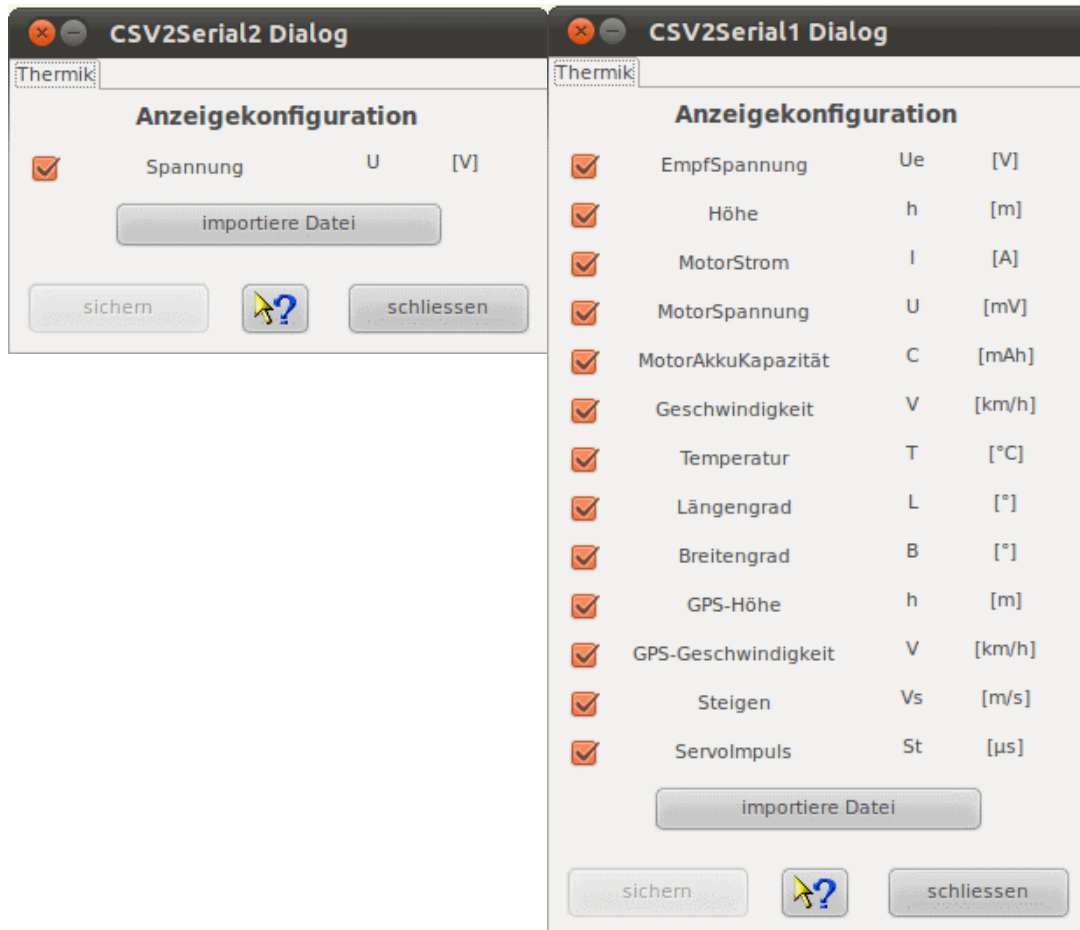 CSV2Serial2 Dialog
Thermik
Anzeigekonfiguration
Spannung U [V]
importiere Datei
sichern ? schliessen
CSV2Serial1 Dialog
Thermik
Anzeigekonfiguration
EmpfSpannung Ue [V]
Höhe h [m]
MotorStrom I [A]
MotorSpannung U [mV]
MotorAkkuKapazität C [mAh]
Geschwindigkeit V [km/h]
Temperatur T [°C]
Längengrad L [°]
Breitengrad B [°]
GPS-Höhe h [m]
GPS-Geschwindigkeit V [km/h]
Steigen Vs [m/s]
ServoImpuls St [µs]
importiere Datei
sichern ? schliessen